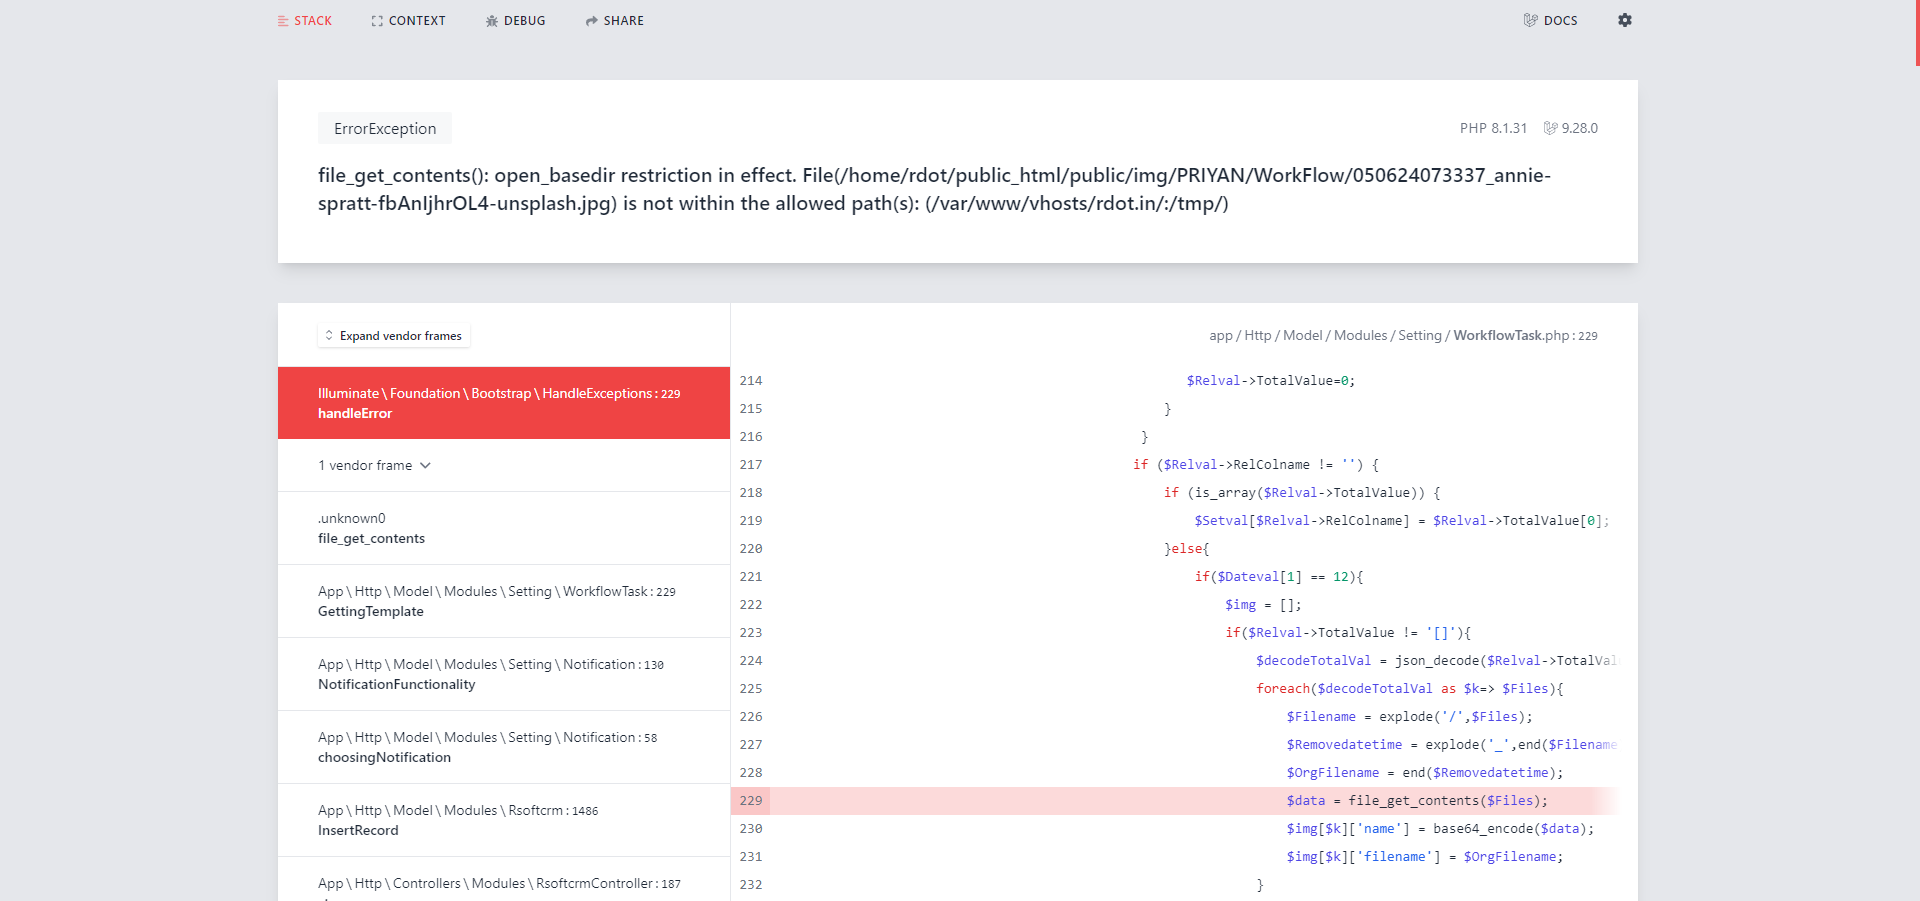 STACK CONTEXT DEBUG SHARE DOCS
ErrorException PHP 8.1.31 9.28.0
file_get_contents(): open_basedir restriction in effect. File(/home/rdot/public_html/public/img/PRIYAN/WorkFlow/050624073337_annie-
spratt-fbAnIjhrOL4-unsplash.jpg) is not within the allowed path(s): (/var/www/vhosts/rdot.in/:/tmp/)
Expand vendor frames
Illuminate\Foundation\Bootstrap\HandleExceptions:229
handleError
1 vendor frame
.unknown0
file_get_contents
App\Http\Model\Modules\Setting\WorkflowTask:229
GettingTemplate
App\Http\Model\Modules\Setting\Notification:130
NotificationFunctionality
App\Http\Model\Modules\Setting\Notification:58
choosingNotification
App\Http\Model\Modules\Rsoftcrm:1486
InsertRecord
App\Http\Controllers\Modules\RsoftcrmController:187
app / Http / Model / Modules / Setting / WorkflowTask.php : 229
214 $Relval->TotalValue=0;
215 }
216 }
217 if ($Relval->RelColname != '') {
218 if (is_array($Relval->TotalValue)) {
219 $Setval[$Relval->RelColname] = $Relval->TotalValue[0];
220 }else{
221 if($Dateval[1] == 12){
222 $img = [];
223 if($Relval->TotalValue != '[]'){
224 $decodeTotalVal = json_decode($Relval->TotalVal
225 foreach($decodeTotalVal as $k=> $Files){
226 $Filename = explode('/',$Files);
227 $Removedatetime = explode('_',end($Filename
228 $OrgFilename = end($Removedatetime);
229 $data = file_get_contents($Files);
230 $img[$k]['name'] = base64_encode($data);
231 $img[$k]['filename'] = $OrgFilename;
232 }